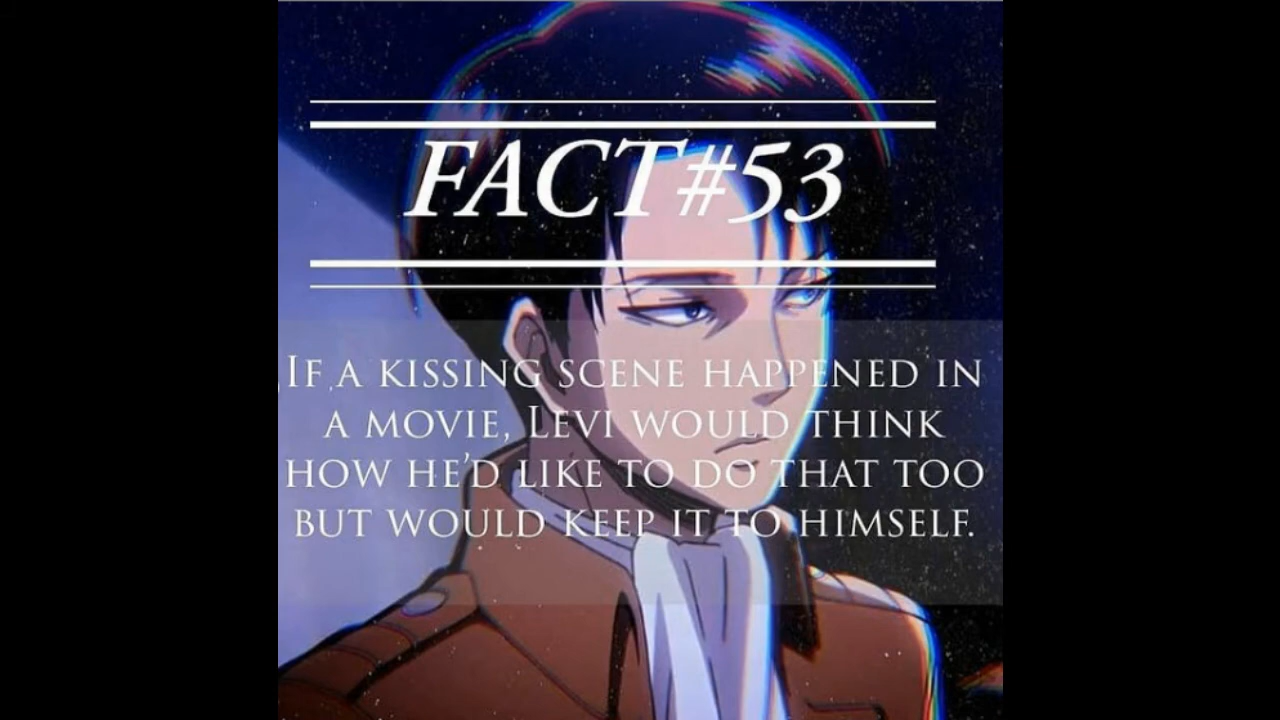 FACT#53
If a kissing scene happened in
a movie, Levi would think
how he'd like to do that too
but would keep it to himself.